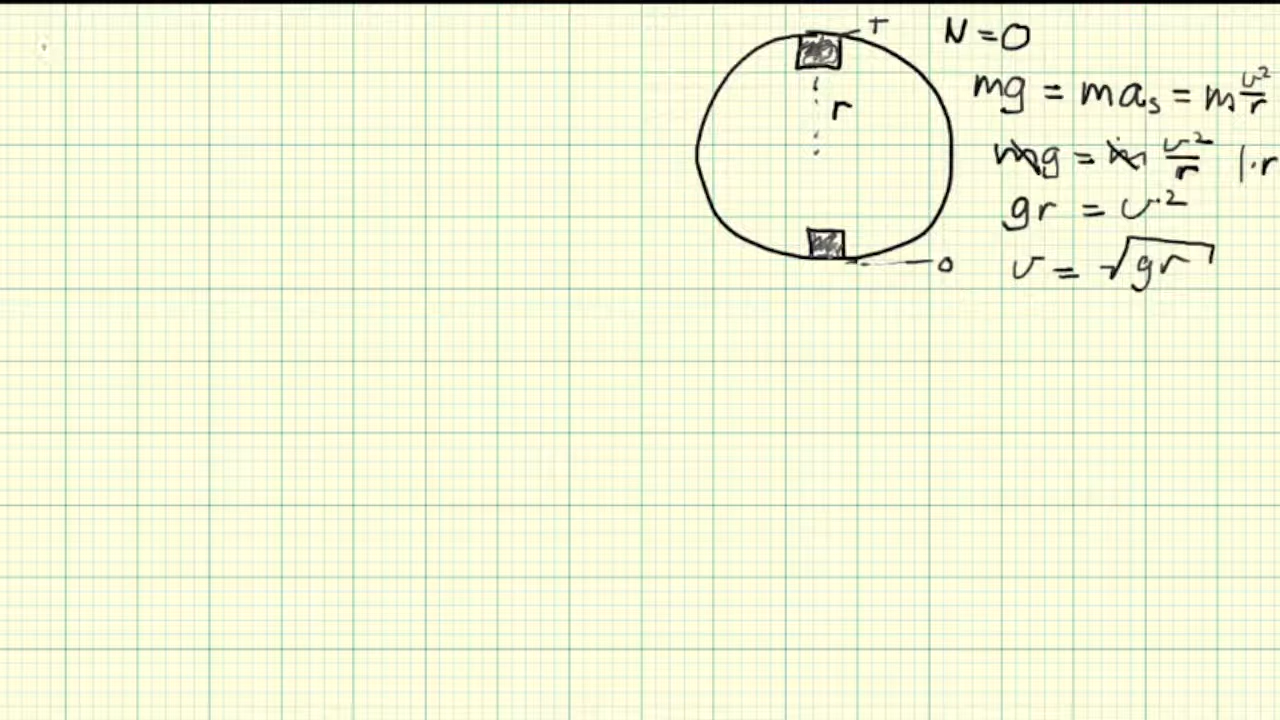 T
N = 0
r
mg = ma_s = m v²/r
mg = m v²/r |·r
gr = v²
0
v = √gr